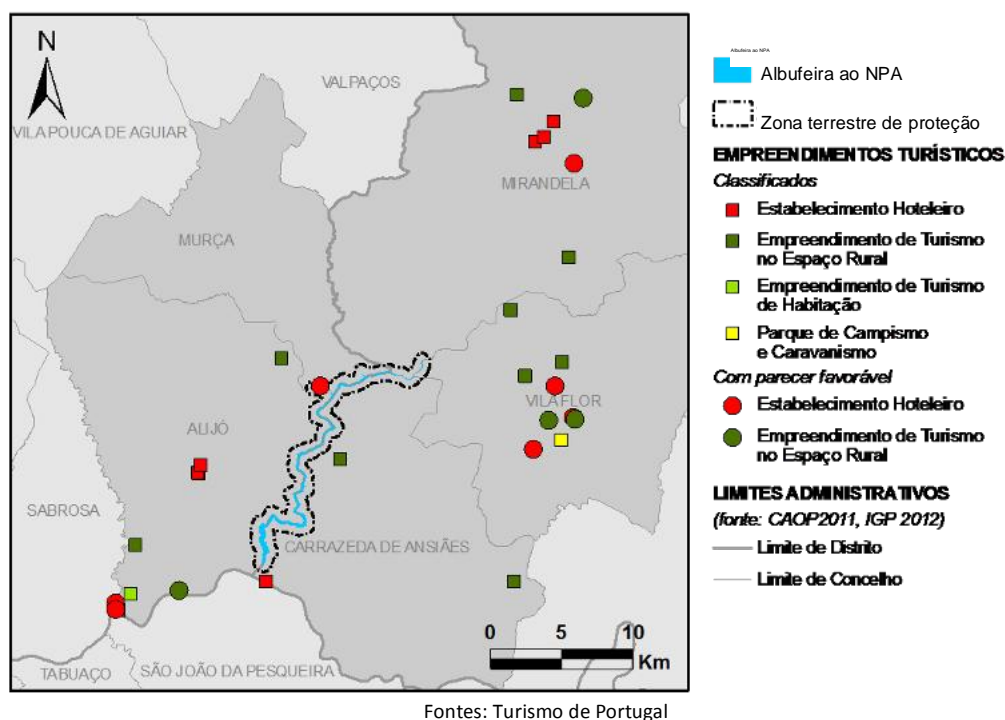 N
VALPAÇOS
VILA POUCA DE AGUIAR
MIRANDELA
MURÇA
VILA FLOR
ALIJÓ
SABROSA
CARRAZEDA DE ANSIÃES
TABUAÇO
SÃO JOÃO DA PESQUEIRA
0 5 10
Km
Albufeira ao NPA
Albufeira ao NPA
Zona terrestre de proteção
EMPREENDIMENTOS TURÍSTICOS
Classificados
Estabelecimento Hoteleiro
Empreendimento de Turismo
no Espaço Rural
Empreendimento de Turismo
de Habitação
Parque de Campismo
e Caravanismo
Com parecer favorável
Estabelecimento Hoteleiro
Empreendimento de Turismo
no Espaço Rural
LIMITES ADMINISTRATIVOS
(fonte: CAOP2011, IGP 2012)
Limite de Distrito
Limite de Concelho
Fontes: Turismo de Portugal